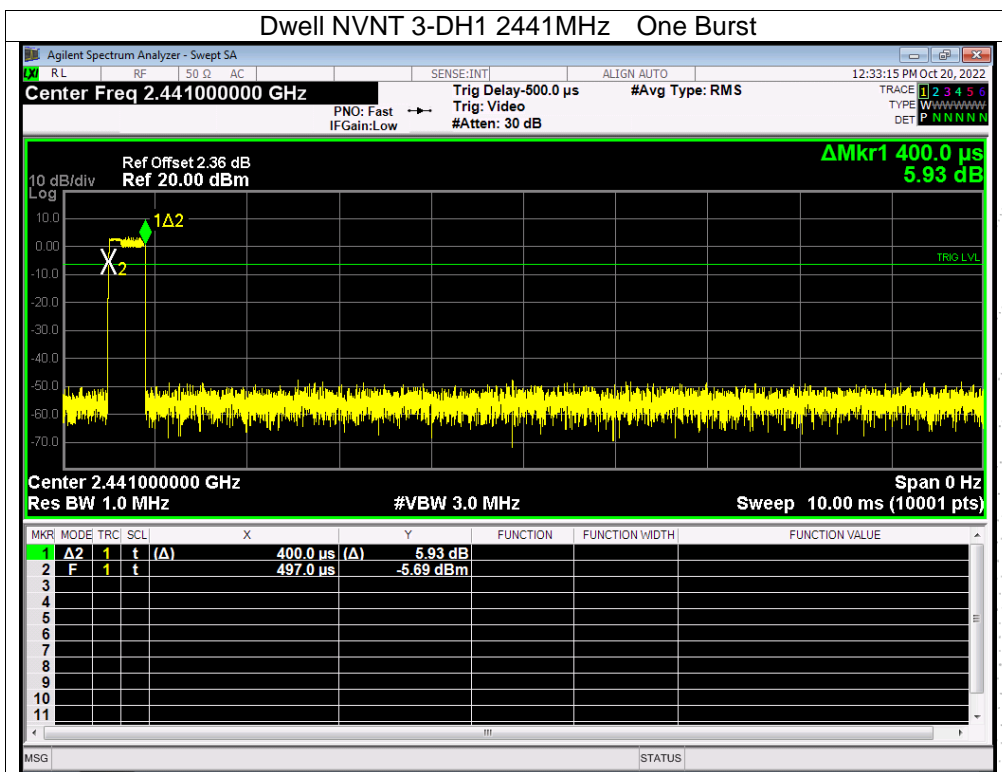 Dwell NVNT 3-DH1 2441MHz One Burst
Agilent Spectrum Analyzer - Swept SA
LXI RL RF 50 Ω AC SENSE:INT ALIGN AUTO 12:33:15 PM Oct 20, 2022
Center Freq 2.441000000 GHz Trig Delay-500.0 µs #Avg Type: RMS TRACE 1 2 3 4 5 6
PNO: Fast Trig: Video TYPE WWWWWW
IFGain:Low #Atten: 30 dB DET P N N N N N
Ref Offset 2.36 dB ΔMkr1 400.0 µs
10 dB/div Ref 20.00 dBm 5.93 dB
Log
10.0
1Δ2
0.00
TRIG LVL
X2
-10.0
-20.0
-30.0
-40.0
-50.0
-60.0
-70.0
Center 2.441000000 GHz Span 0 Hz
Res BW 1.0 MHz #VBW 3.0 MHz Sweep 10.00 ms (10001 pts)
MKR MODE TRC SCL X Y FUNCTION FUNCTION WIDTH FUNCTION VALUE
1 Δ2 1 t (Δ) 400.0 µs (Δ) 5.93 dB
2 F 1 t 497.0 µs -5.69 dBm
3
4
5
6
7
8
9
10
11
MSG STATUS